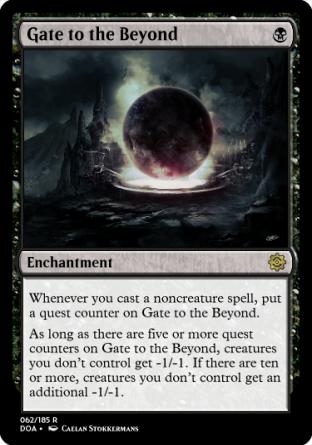 Gate to the Beyond
Enchantment
Whenever you cast a noncreature spell, put
a quest counter on Gate to the Beyond.
As long as there are five or more quest
counters on Gate to the Beyond, creatures
you don't control get -1/-1. If there are ten
or more, creatures you don't control get an
additional -1/-1.
062/185 R
DOA • Caelan Stokkermans